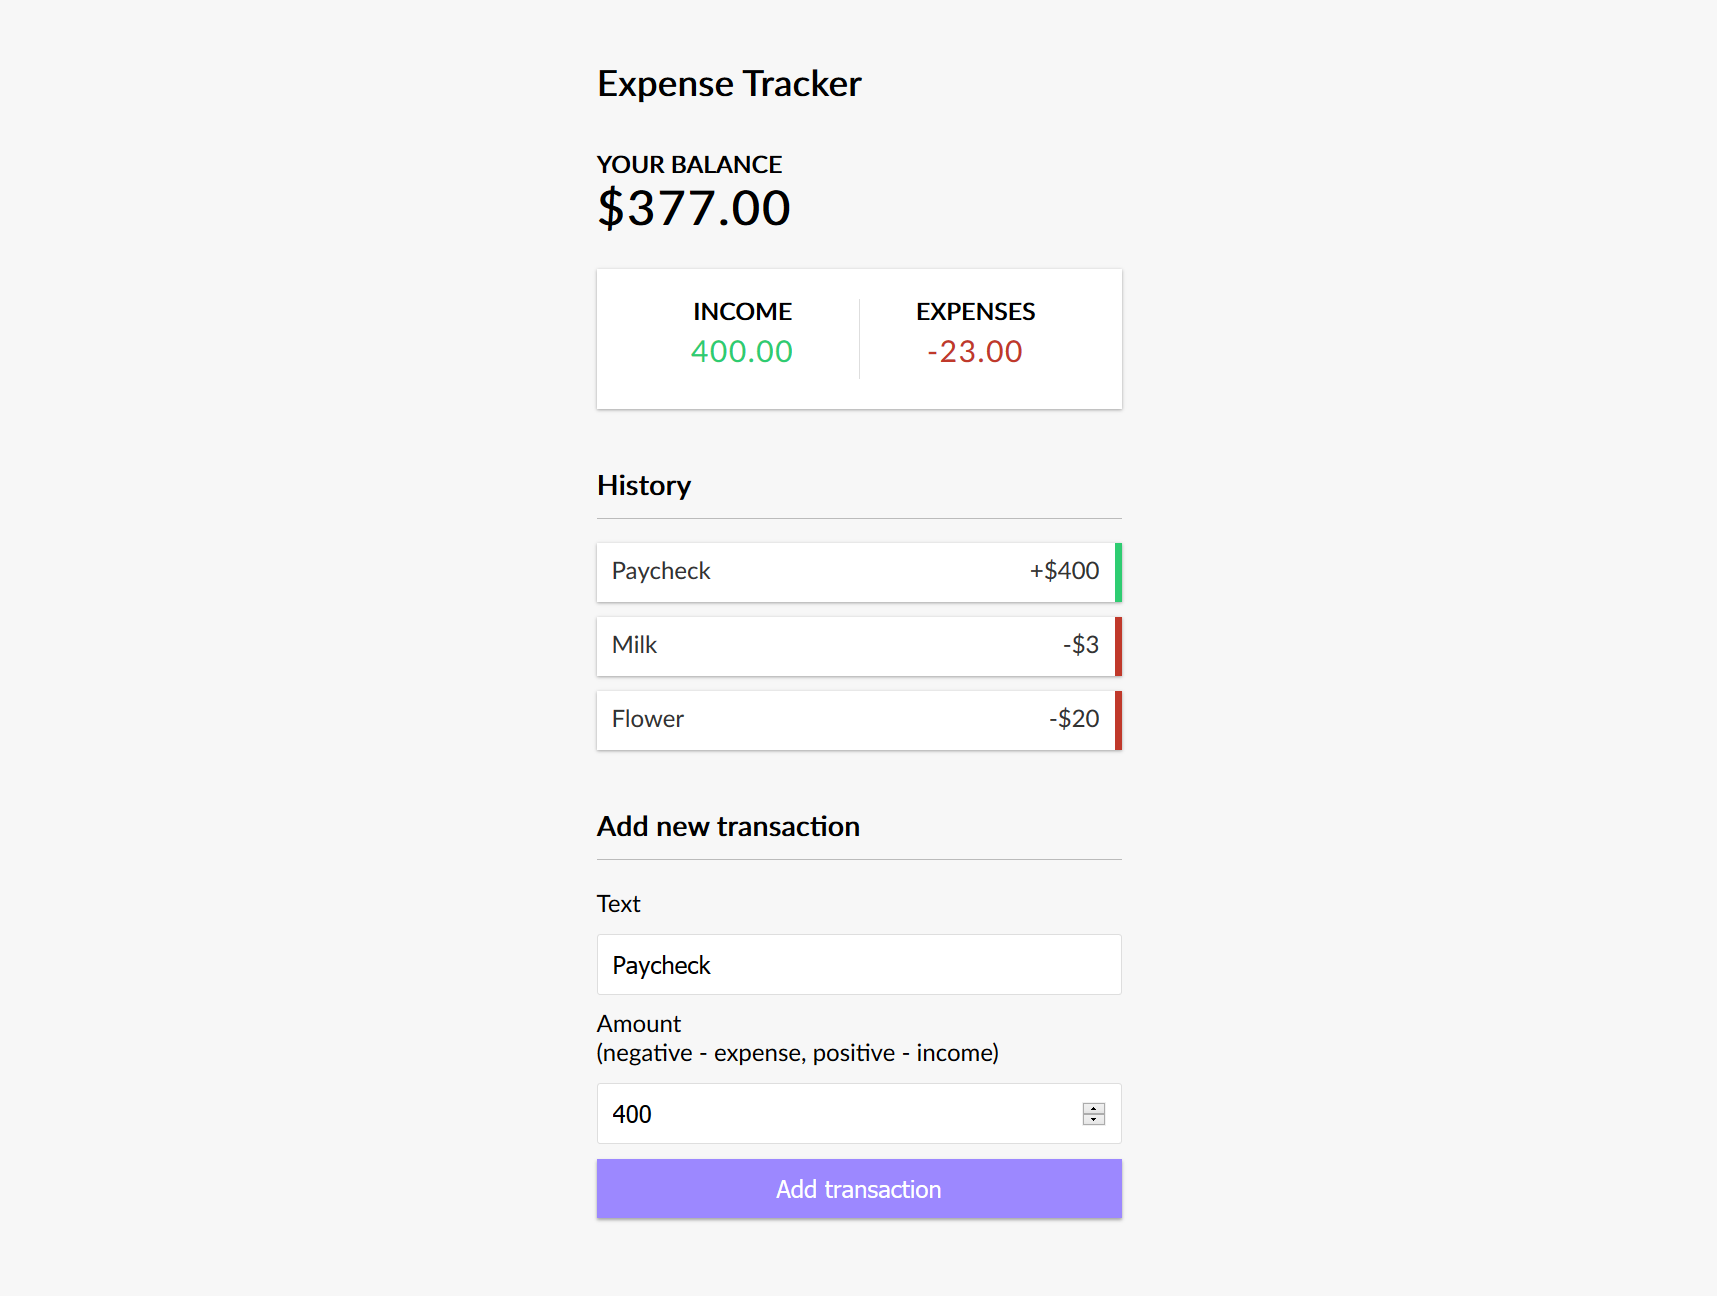 Expense Tracker
YOUR BALANCE
$377.00
INCOME EXPENSES
400.00 -23.00
History
Paycheck +$400
Milk -$3
Flower -$20
Add new transaction
Text
Paycheck
Amount
(negative - expense, positive - income)
400
Add transaction